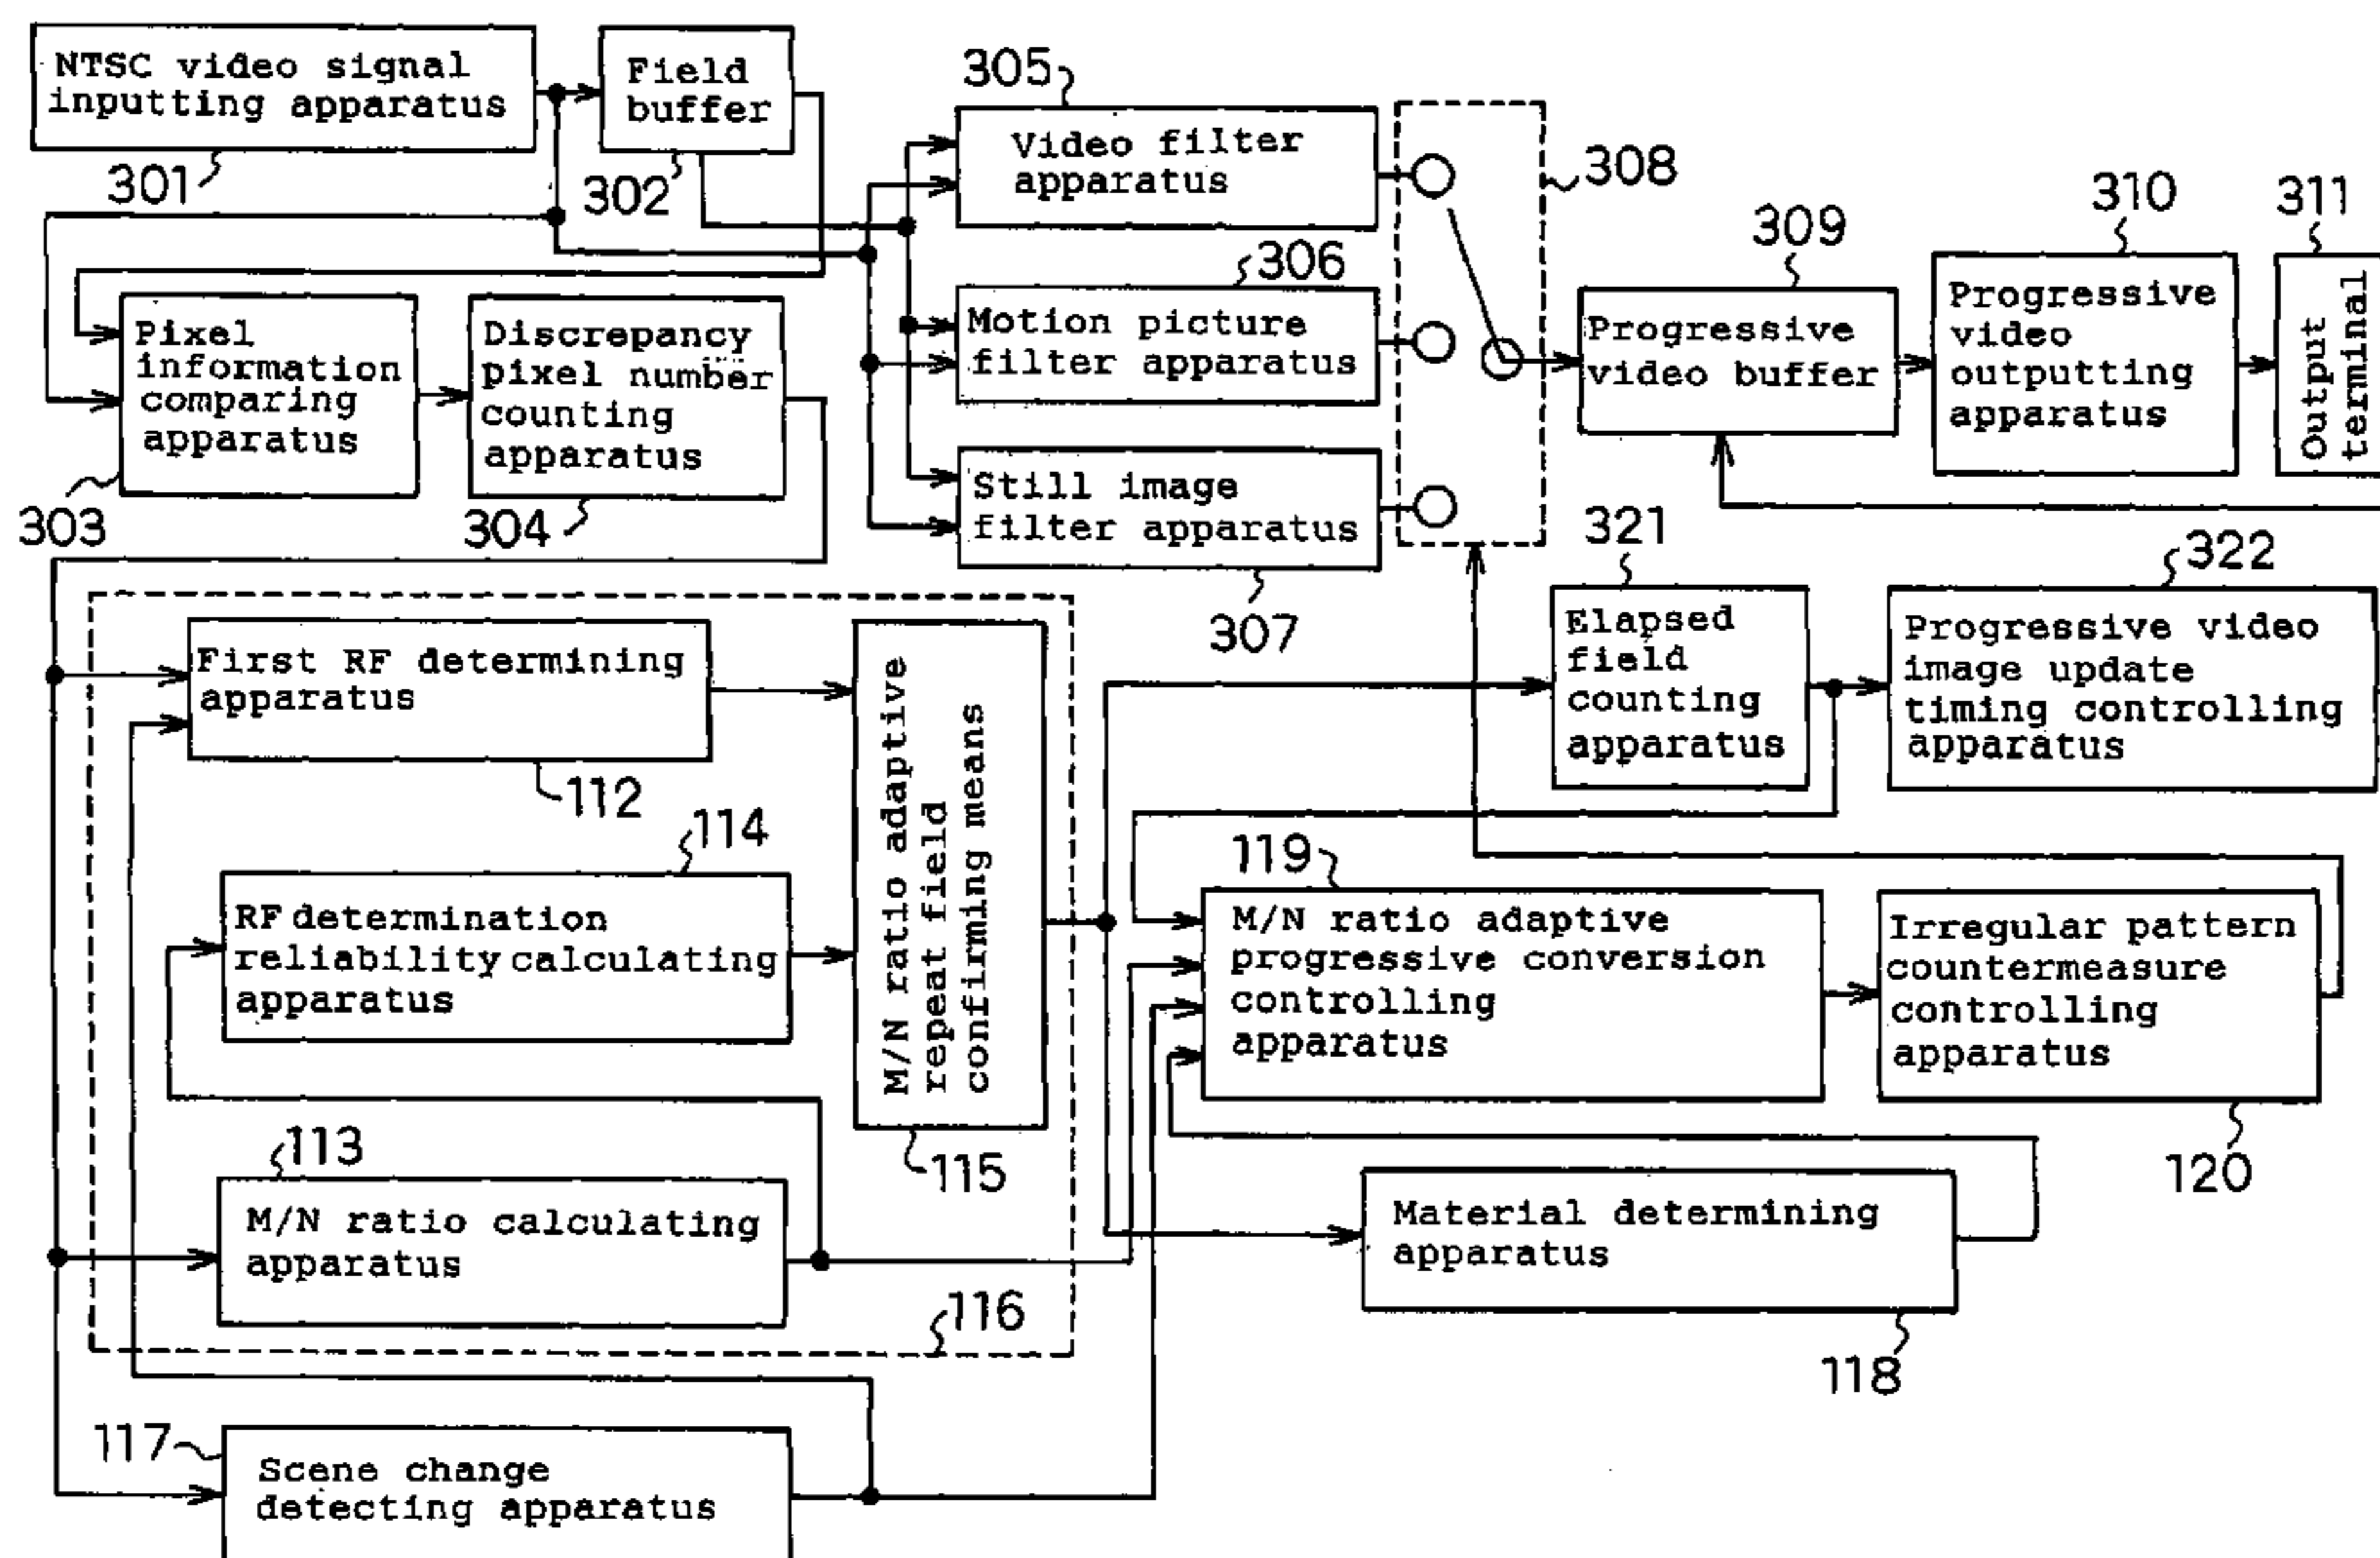 NTSC video signal
inputting apparatus
301
Field
buffer
302
305
Video filter
apparatus
308
306
Motion picture
filter apparatus
Still image
filter apparatus
307
309
Progressive
video buffer
310
Progressive
video
outputting
apparatus
311
Output
terminal
Pixel
information
comparing
apparatus
303
Discrepancy
pixel number
counting
apparatus
304
321
Elapsed
field
counting
apparatus
322
Progressive video
image update
timing controlling
apparatus
First RF determining
apparatus
112
114
RF determination
reliability calculating
apparatus
M/N ratio adaptive
repeat field
confirming means
115
113
M/N ratio calculating
apparatus
116
119
M/N ratio adaptive
progressive conversion
controlling
apparatus
Irregular pattern
countermeasure
controlling
apparatus
120
Material determining
apparatus
118
117
Scene change
detecting apparatus